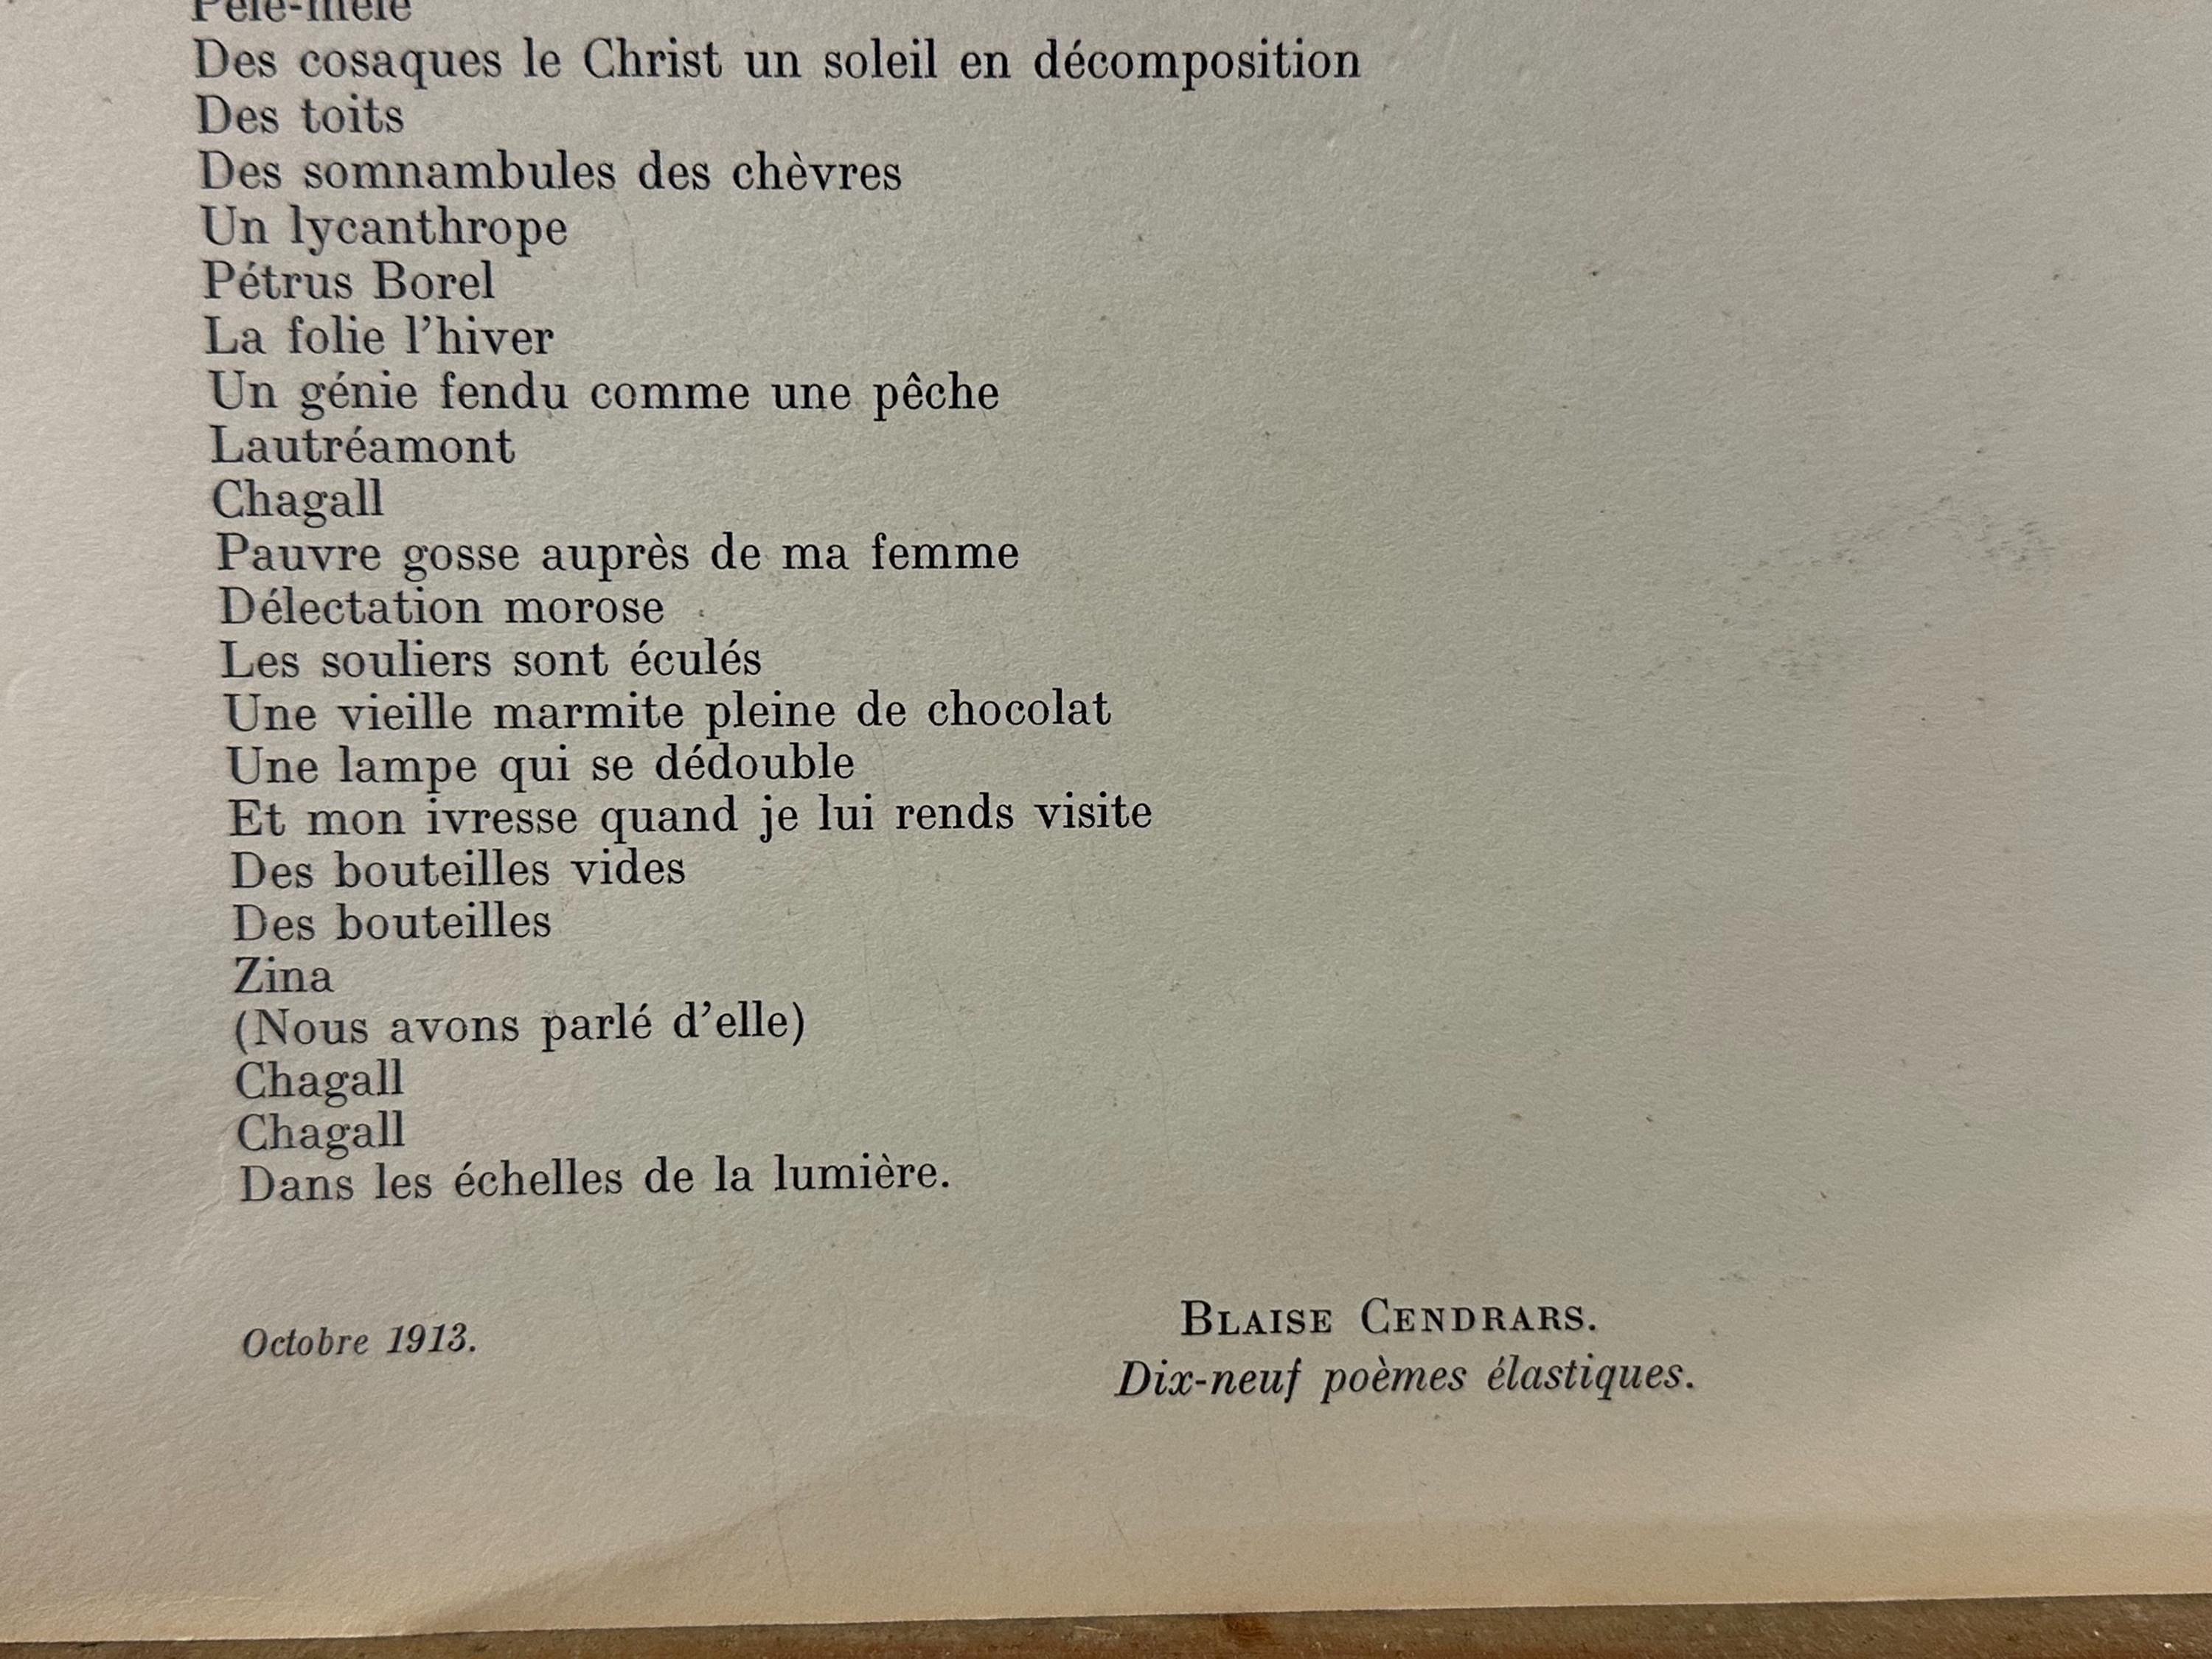 Pêle-mêle
Des cosaques le Christ un soleil en décomposition
Des toits
Des somnambules des chèvres
Un lycanthrope
Pétrus Borel
La folie l'hiver
Un génie fendu comme une pêche
Lautréamont
Chagall
Pauvre gosse auprès de ma femme
Délectation morose
Les souliers sont éculés
Une vieille marmite pleine de chocolat
Une lampe qui se dédouble
Et mon ivresse quand je lui rends visite
Des bouteilles vides
Des bouteilles
Zina
(Nous avons parlé d'elle)
Chagall
Chagall
Dans les échelles de la lumière.
Octobre 1913.
BLAISE CENDRARS.
Dix-neuf poèmes élastiques.